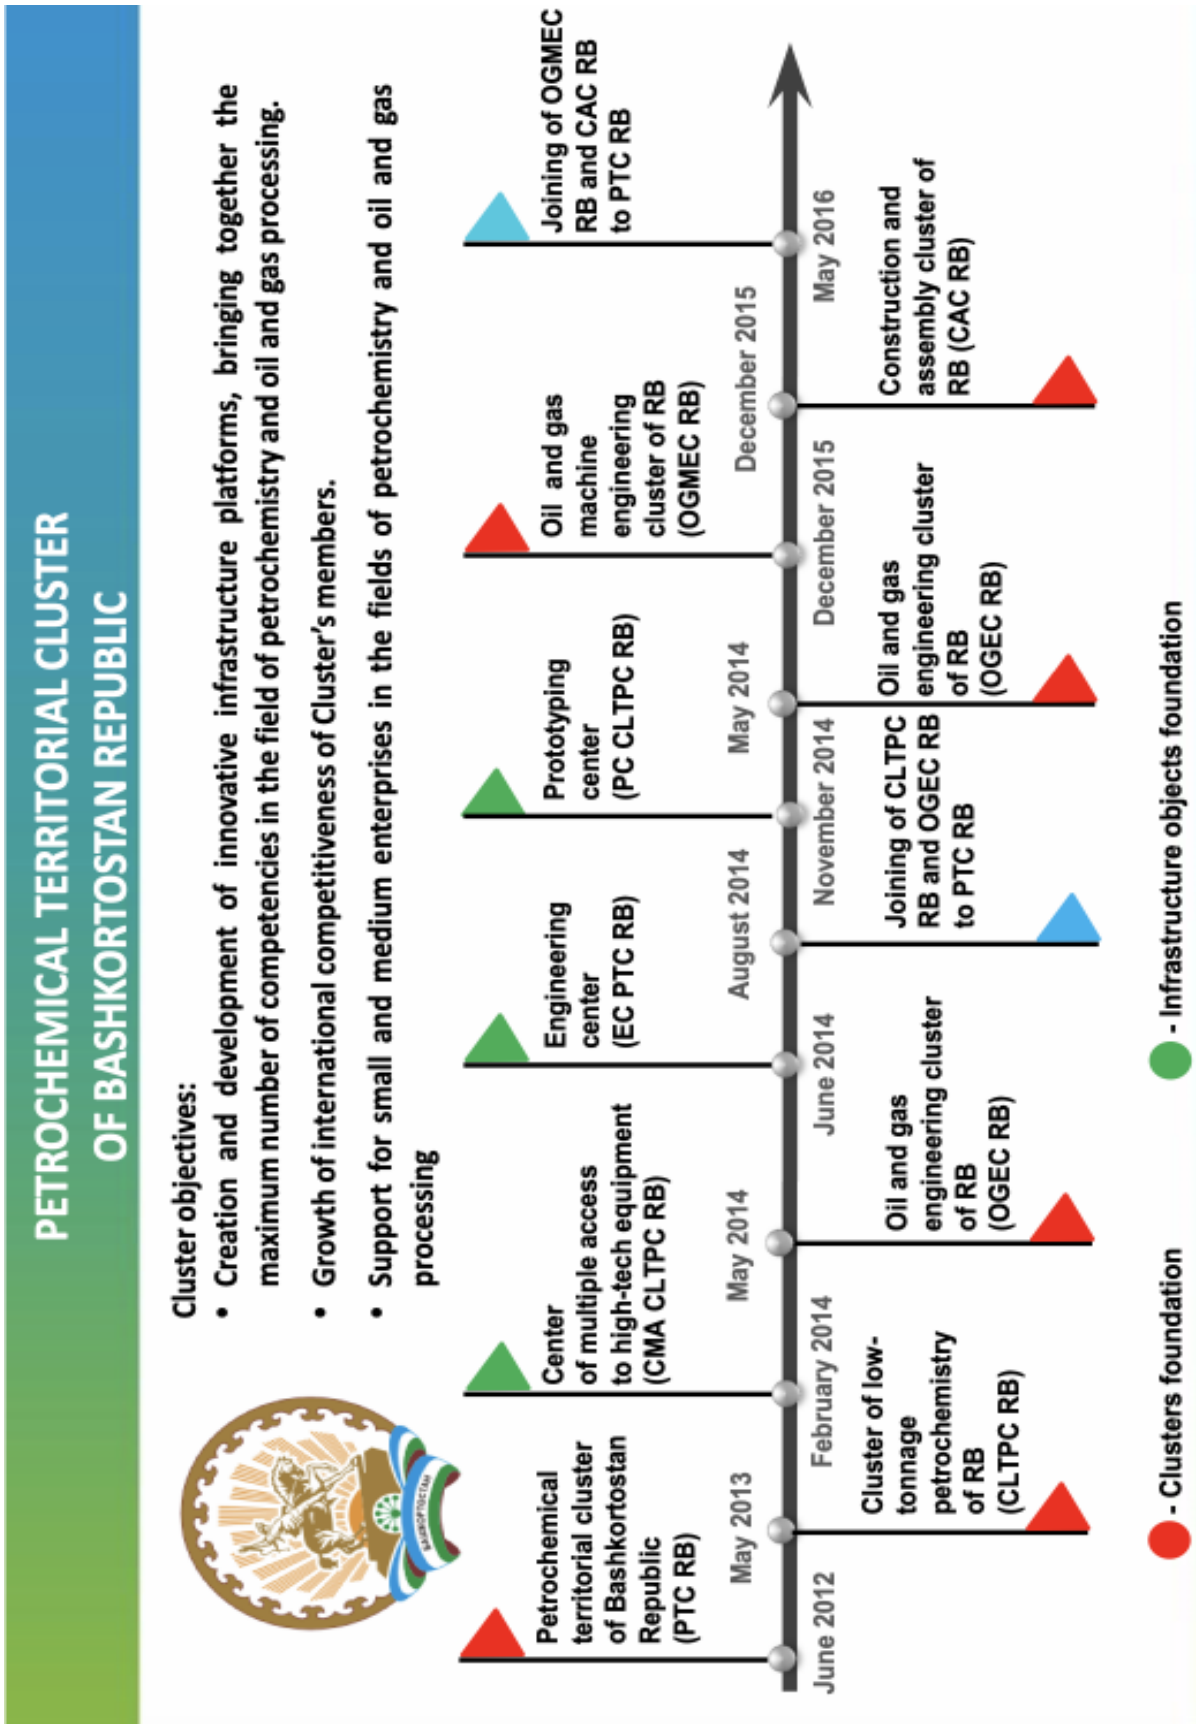 PETROCHEMICAL TERRITORIAL CLUSTER
OF BASHKORTOSTAN REPUBLIC
Cluster objectives:
• Creation and development of innovative infrastructure platforms, bringing together the
maximum number of competencies in the field of petrochemistry and oil and gas processing.
• Growth of international competitiveness of Cluster's members.
• Support for small and medium enterprises in the fields of petrochemistry and oil and gas
processing
БАШКОРТОСТАН
Petrochemical
territorial cluster
of Bashkortostan
Republic
(PTC RB)
Center
of multiple access
to high-tech equipment
(CMA CLTPC RB)
Engineering
center
(EC PTC RB)
Prototyping
center
(PC CLTPC RB)
Oil and gas
machine
engineering
cluster of RB
(OGMEC RB)
Joining of OGMEC
RB and CAC RB
to PTC RB
May 2013
May 2014
August 2014
May 2014
December 2015
June 2012
February 2014
June 2014
November 2014
December 2015
May 2016
Cluster of low-
tonnage
petrochemistry
of RB
(CLTPC RB)
Oil and gas
engineering cluster
of RB
(OGEC RB)
Joining of CLTPC
RB and OGEC RB
to PTC RB
Oil and gas
engineering cluster
of RB
(OGEC RB)
Construction and
assembly cluster of
RB (CAC RB)
- Clusters foundation
- Infrastructure objects foundation